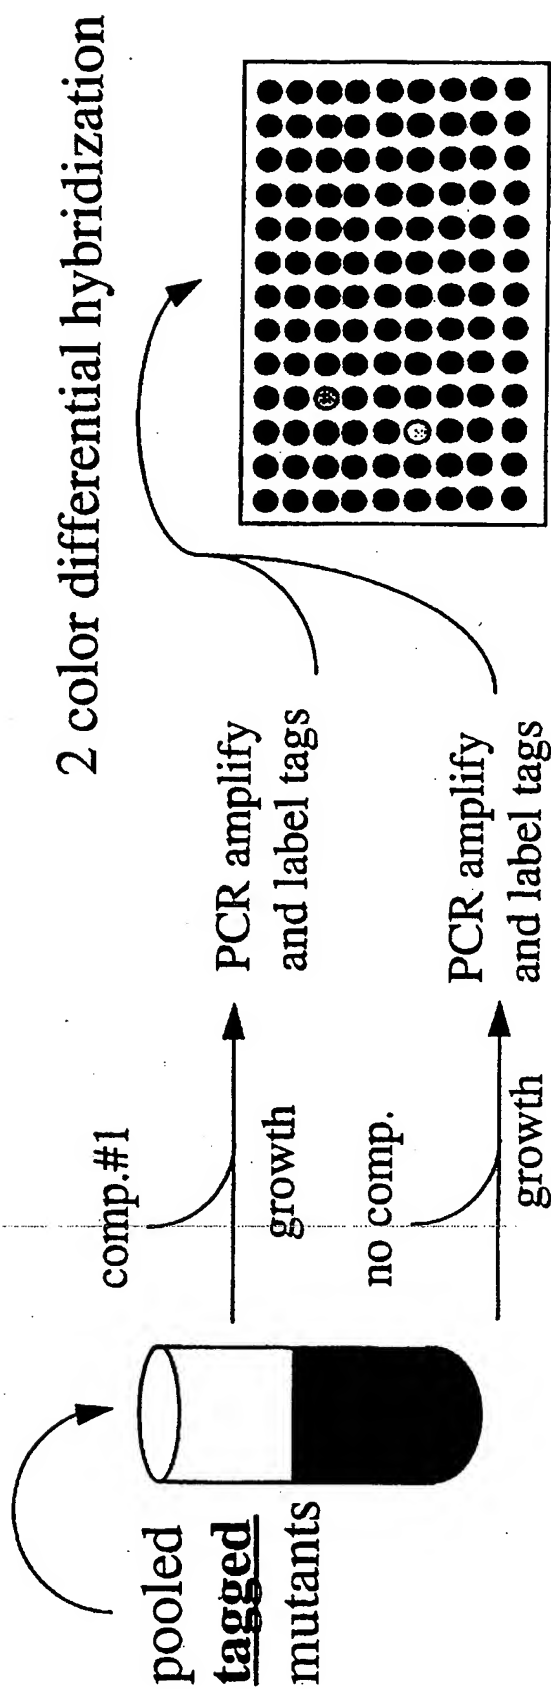 pooled
tagged
mutants
comp.#1
growth
no comp.
growth
PCR amplify
and label tags
PCR amplify
and label tags
2 color differential hybridization